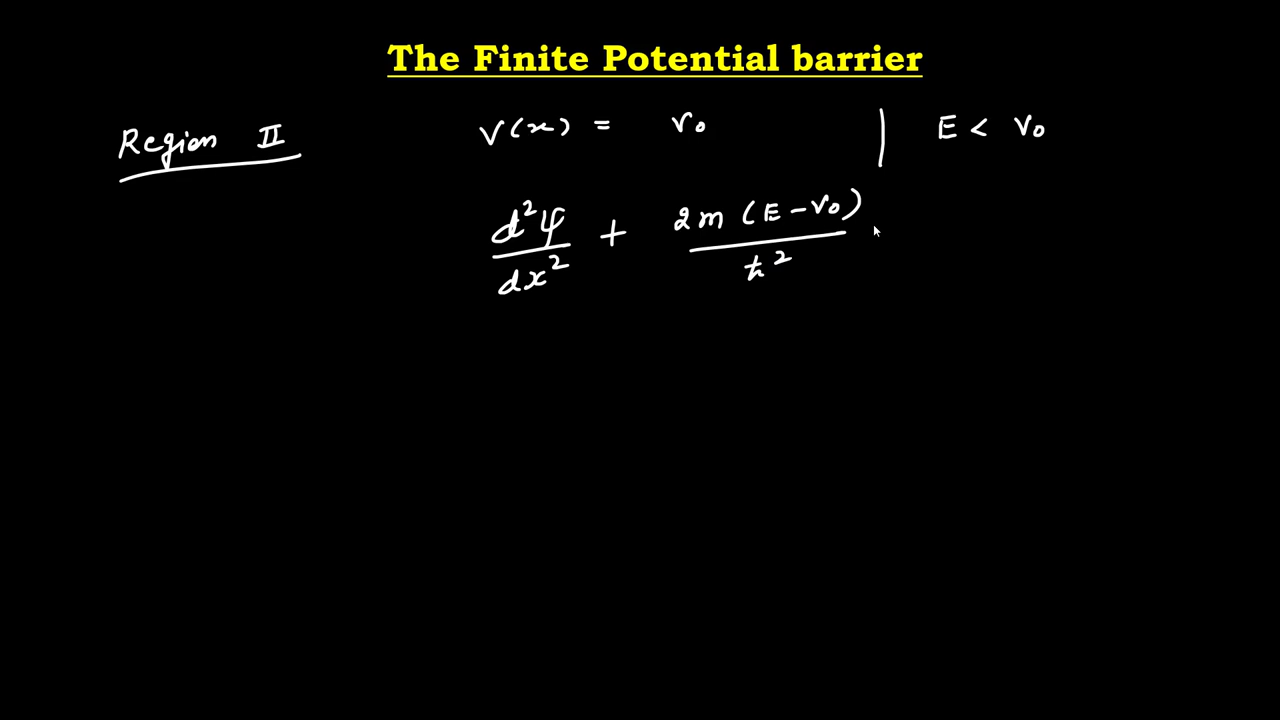 The Finite Potential barrier
Region II V(x) = V₀ | E < V₀
d²ψ/dx² + 2m (E - V₀)/ħ²